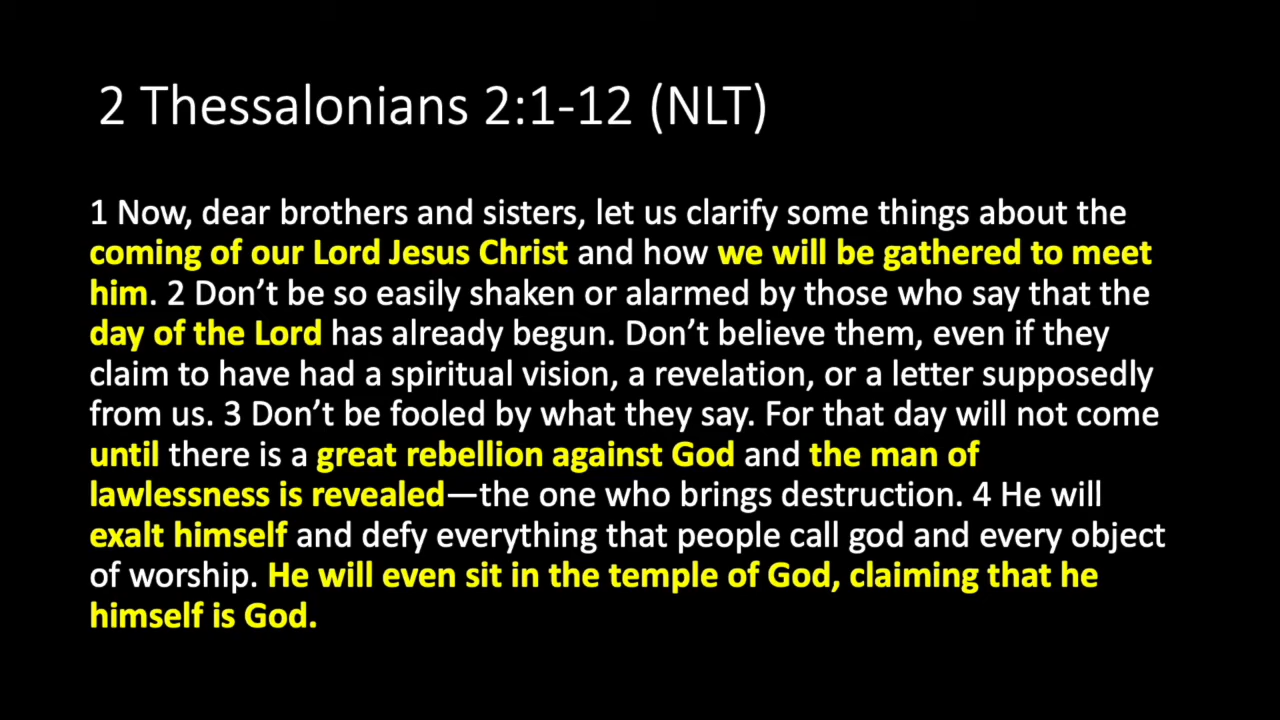 2 Thessalonians 2:1-12 (NLT)
1 Now, dear brothers and sisters, let us clarify some things about the
coming of our Lord Jesus Christ and how we will be gathered to meet
him. 2 Don’t be so easily shaken or alarmed by those who say that the
day of the Lord has already begun. Don’t believe them, even if they
claim to have had a spiritual vision, a revelation, or a letter supposedly
from us. 3 Don’t be fooled by what they say. For that day will not come
until there is a great rebellion against God and the man of
lawlessness is revealed—the one who brings destruction. 4 He will
exalt himself and defy everything that people call god and every object
of worship. He will even sit in the temple of God, claiming that he
himself is God.